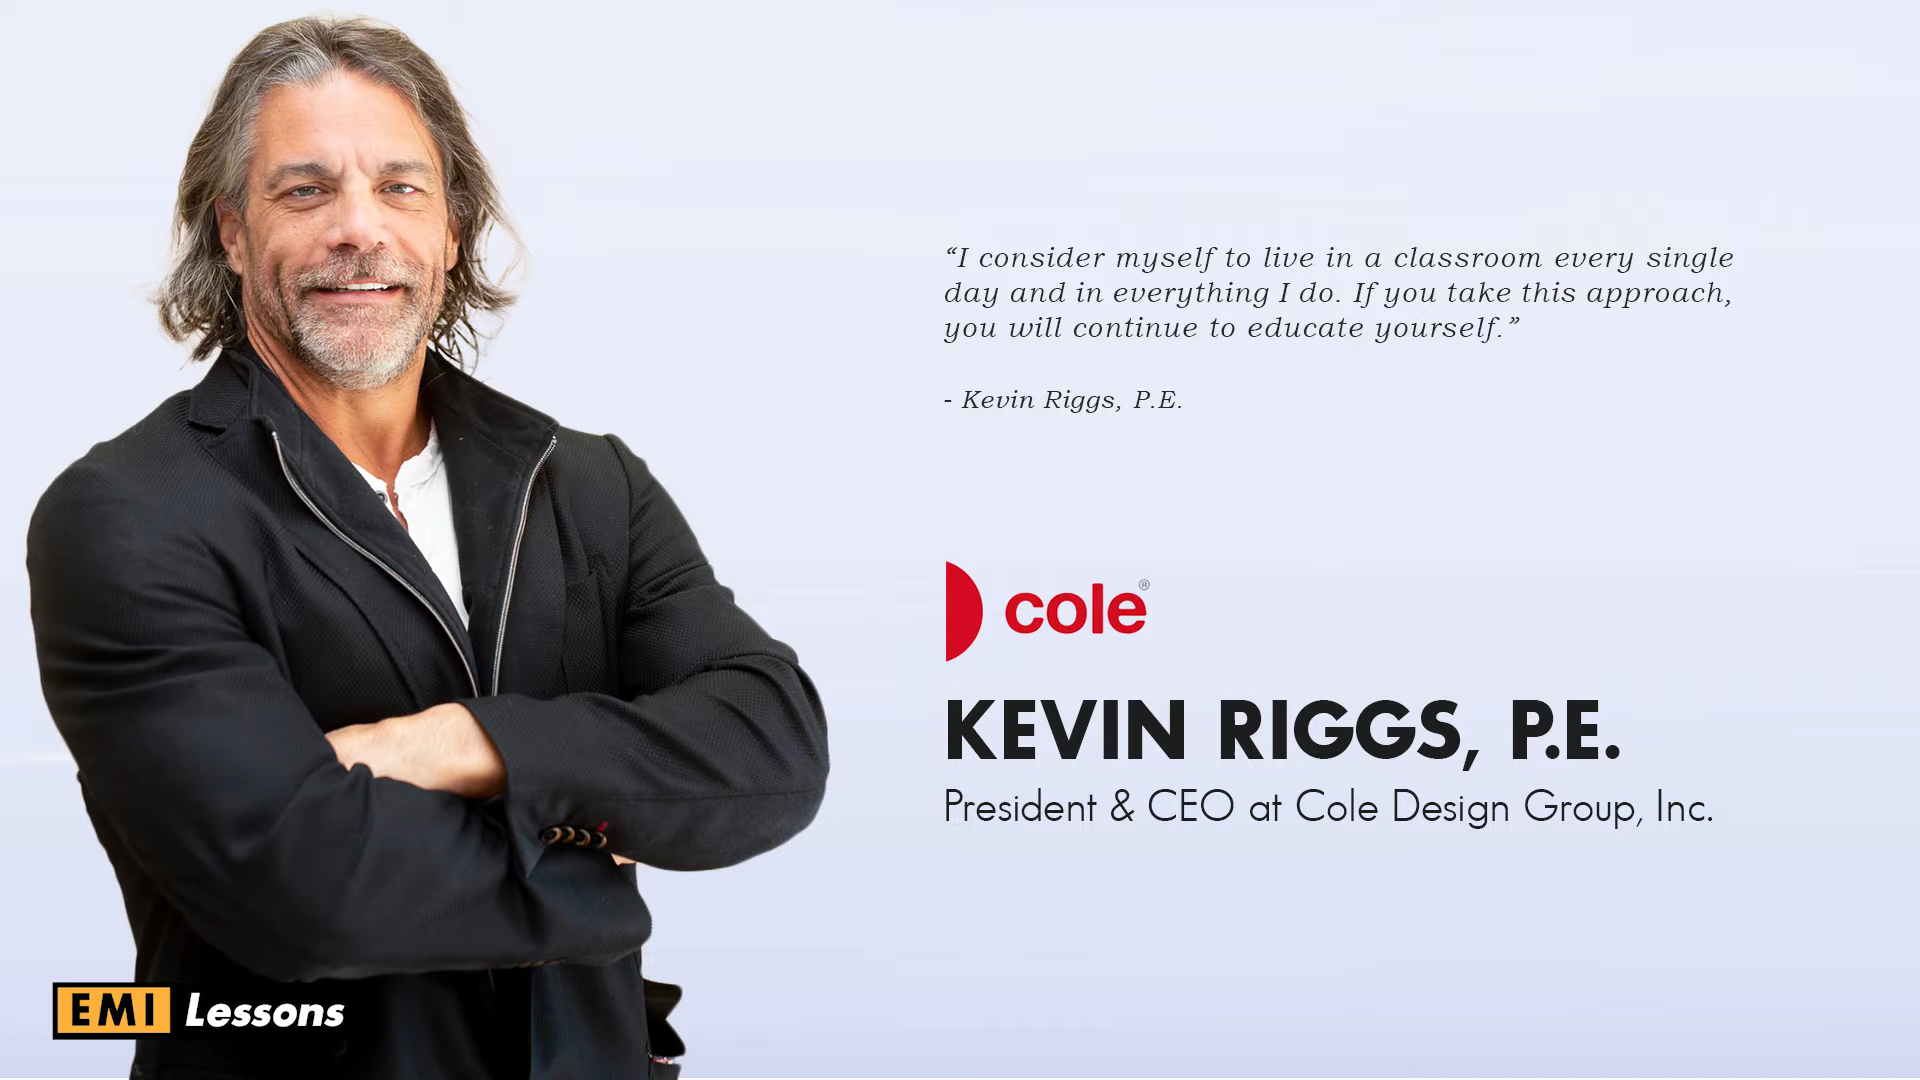 “I consider myself to live in a classroom every single
day and in everything I do. If you take this approach,
you will continue to educate yourself.”
- Kevin Riggs, P.E.
cole®
KEVIN RIGGS, P.E.
President & CEO at Cole Design Group, Inc.
EMI Lessons